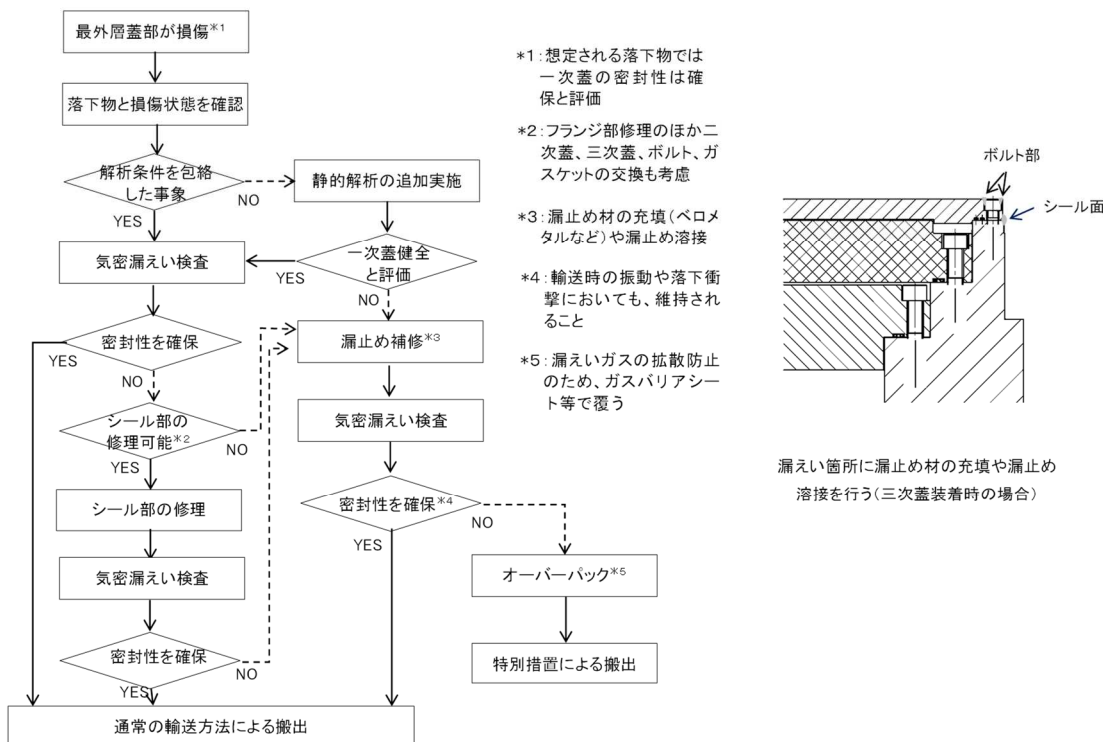 最外層蓋部が損傷*1
落下物と損傷状態を確認
解析条件を包絡
した事象
NO
YES
静的解析の追加実施
気密漏えい検査
YES
一次蓋健全
と評価
NO
密封性を確保
YES
NO
漏止め補修*3
シール部の
修理可能*2
NO
YES
気密漏えい検査
シール部の修理
密封性を確保*4
NO
YES
気密漏えい検査
オーバーパック*5
密封性を確保
NO
YES
特別措置による搬出
通常の輸送方法による搬出
*1:想定される落下物では
一次蓋の密封性は確
保と評価
*2:フランジ部修理のほか二
次蓋、三次蓋、ボルト、ガ
スケットの交換も考慮
*3:漏止め材の充填(ベロメ
タルなど)や漏止め溶接
*4:輸送時の振動や落下衝
撃においても、維持され
ること
*5:漏えいガスの拡散防止
のため、ガスバリアシー
ト等で覆う
ボルト部
シール面
漏えい箇所に漏止め材の充填や漏止め
溶接を行う(三次蓋装着時の場合)